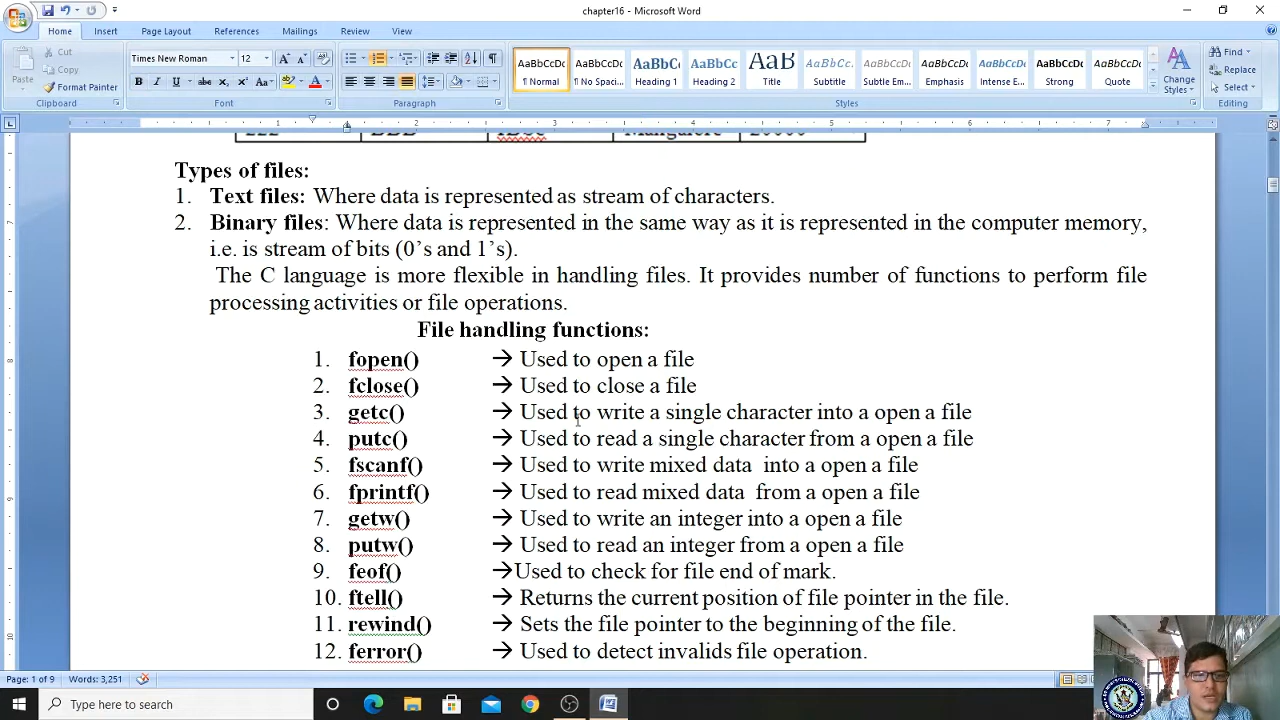 chapter16 - Microsoft Word
Home Insert Page Layout References Mailings Review View
Cut
Copy
Format Painter
Paste
Clipboard
Times New Roman 12
Font
Paragraph
AaBbCcDc AaBbCcDc AaBbC AaBbCc AaB AaBbCc. AaBbCcDc AaBbCcDc AaBbCcDc AaBbCcDc AaBbCcDc
¶ Normal ¶ No Spaci... Heading 1 Heading 2 Title Subtitle Subtle Em... Emphasis Intense E... Strong Quote
Change Styles
Styles
Find
Replace
Select
Editing
222 BBB IBSc Mangalore 20000
Types of files:
1. Text files: Where data is represented as stream of characters.
2. Binary files: Where data is represented in the same way as it is represented in the computer memory,
i.e. is stream of bits (0’s and 1’s).
The C language is more flexible in handling files. It provides number of functions to perform file
processing activities or file operations.
File handling functions:
1. fopen() → Used to open a file
2. fclose() → Used to close a file
3. getc() → Used to write a single character into a open a file
4. putc() → Used to read a single character from a open a file
5. fscanf() → Used to write mixed data into a open a file
6. fprintf() → Used to read mixed data from a open a file
7. getw() → Used to write an integer into a open a file
8. putw() → Used to read an integer from a open a file
9. feof() →Used to check for file end of mark.
10. ftell() → Returns the current position of file pointer in the file.
11. rewind() → Sets the file pointer to the beginning of the file.
12. ferror() → Used to detect invalids file operation.
Page: 1 of 9 Words: 3,251
Type here to search